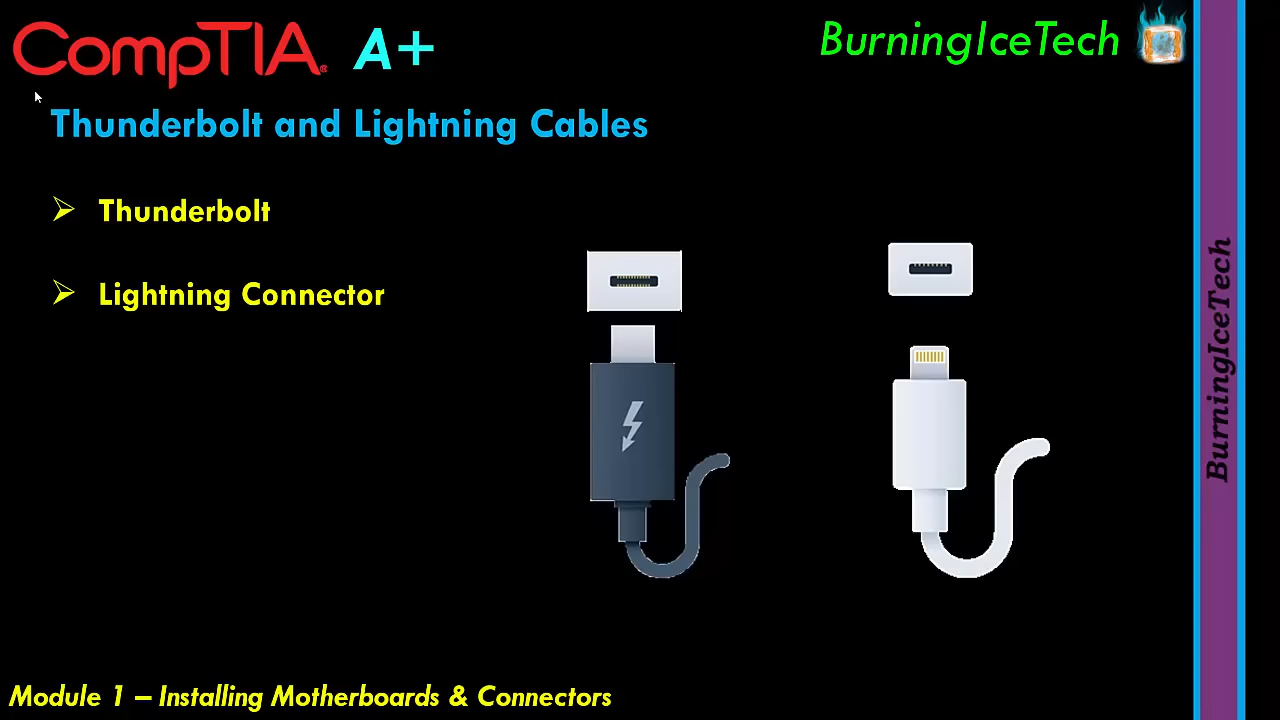 CompTIA® A+
BurningIceTech
Thunderbolt and Lightning Cables
Thunderbolt
Lightning Connector
BurningIceTech
Module 1 – Installing Motherboards & Connectors